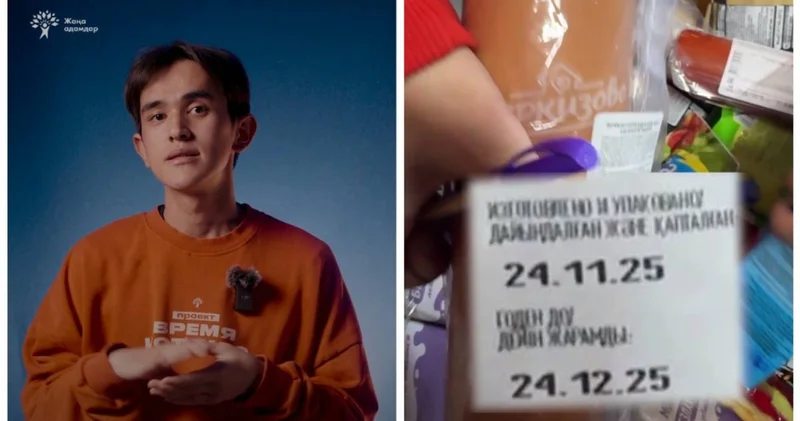 Жаңа
адамдар
проект
ВРЕМЯ
ркизово
ИЗГОТОВЛЕНО И УПАКОВАНО/
ДАЙЫНДАЛҒАН ЖӘНЕ ҚАПТАЛҒАН:
24.11.25
ГОДЕН ДО/
ДЕЙІН ЖАРАМДЫ:
24.12.25